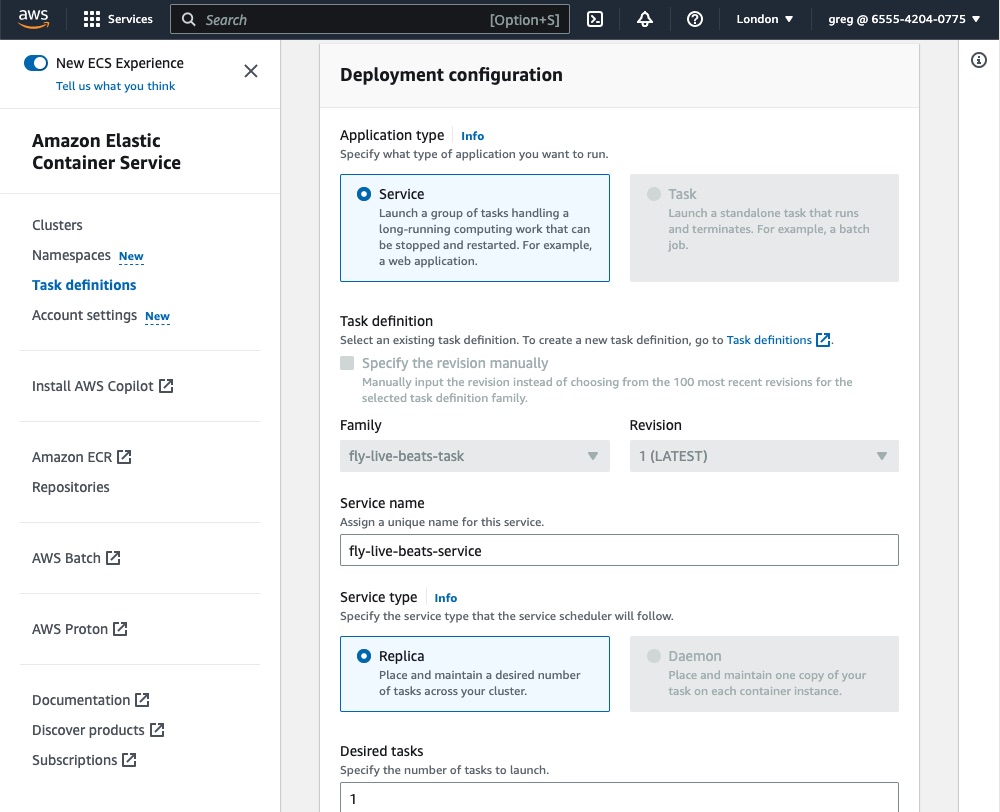 aws
Services
Search
[Option+S]
London
greg @ 6555-4204-0775
New ECS Experience
Tell us what you think
Amazon Elastic
Container Service
Clusters
Namespaces New
Task definitions
Account settings New
Install AWS Copilot
Amazon ECR
Repositories
AWS Batch
AWS Proton
Documentation
Discover products
Subscriptions
Deployment configuration
Application type Info
Specify what type of application you want to run.
Service
Launch a group of tasks handling a
long-running computing work that can
be stopped and restarted. For example,
a web application.
Task
Launch a standalone task that runs
and terminates. For example, a batch
job.
Task definition
Select an existing task definition. To create a new task definition, go to Task definitions.
Specify the revision manually
Manually input the revision instead of choosing from the 100 most recent revisions for the
selected task definition family.
Family
fly-live-beats-task
Revision
1 (LATEST)
Service name
Assign a unique name for this service.
fly-live-beats-service
Service type Info
Specify the service type that the service scheduler will follow.
Replica
Place and maintain a desired number
of tasks across your cluster.
Daemon
Place and maintain one copy of your
task on each container instance.
Desired tasks
Specify the number of tasks to launch.
1